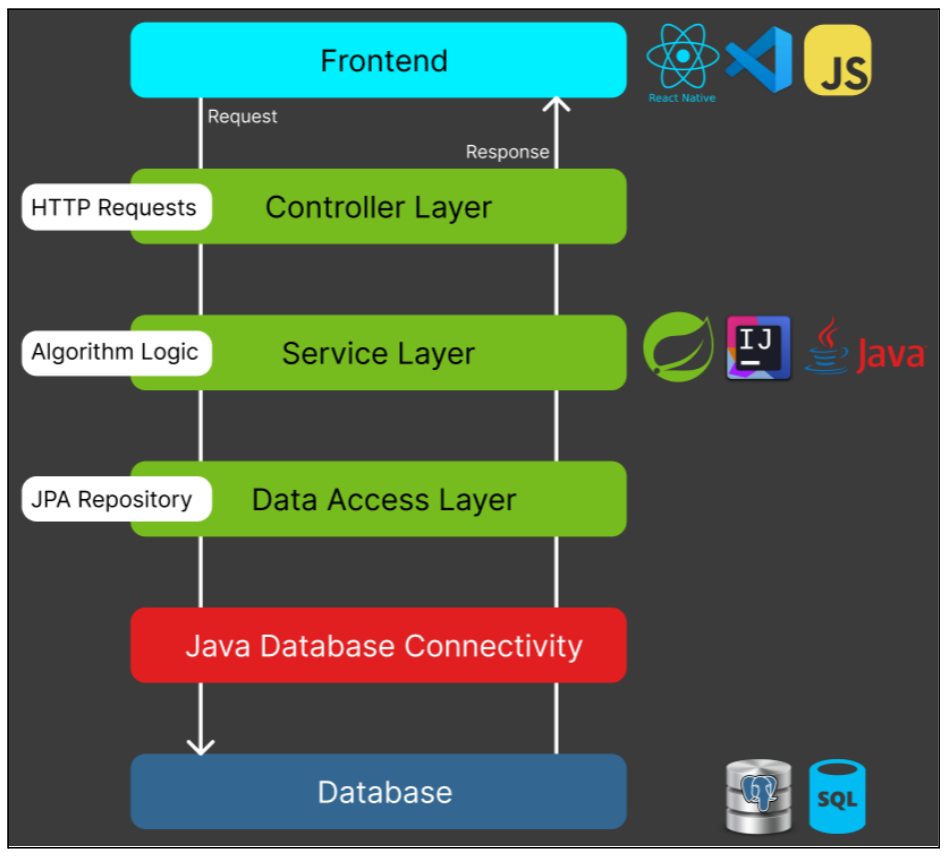 Frontend
React Native
JS
Request
Response
HTTP Requests
Controller Layer
Algorithm Logic
Service Layer
IJ
Java
JPA Repository
Data Access Layer
Java Database Connectivity
Database
SQL